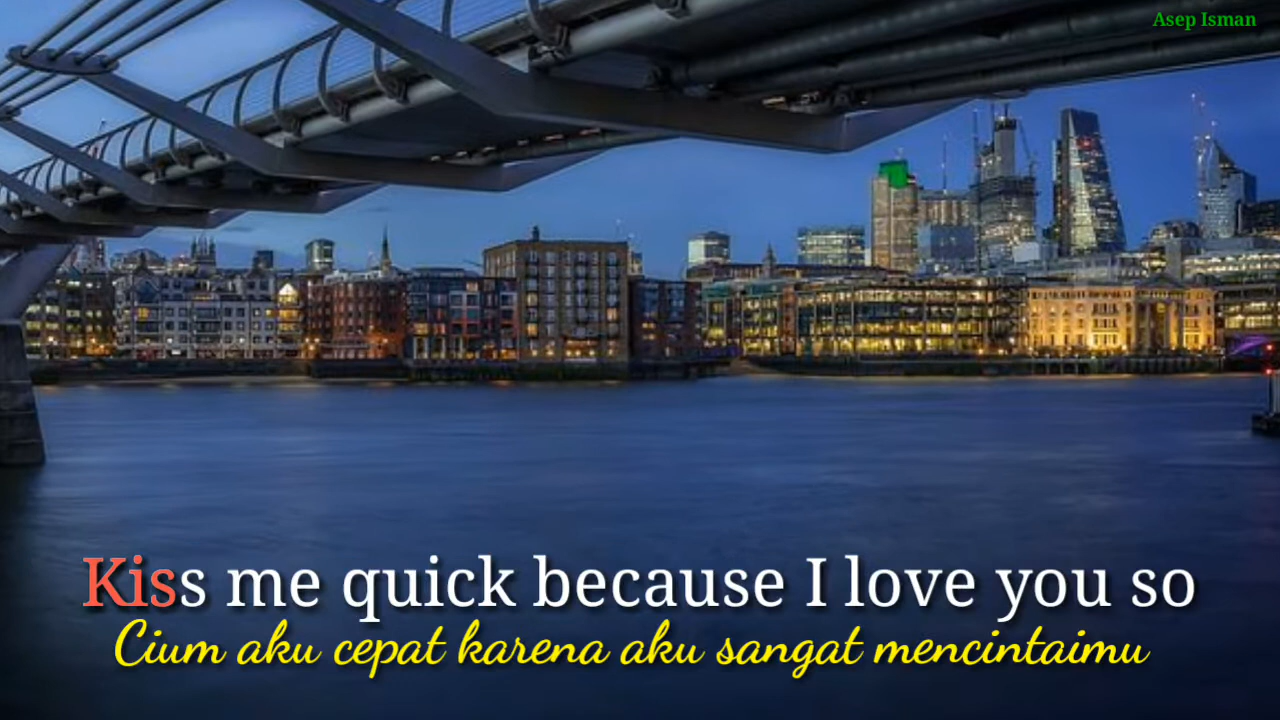 Asep Isman
Kiss me quick because I love you so
Cium aku cepat karena aku sangat mencintaimu